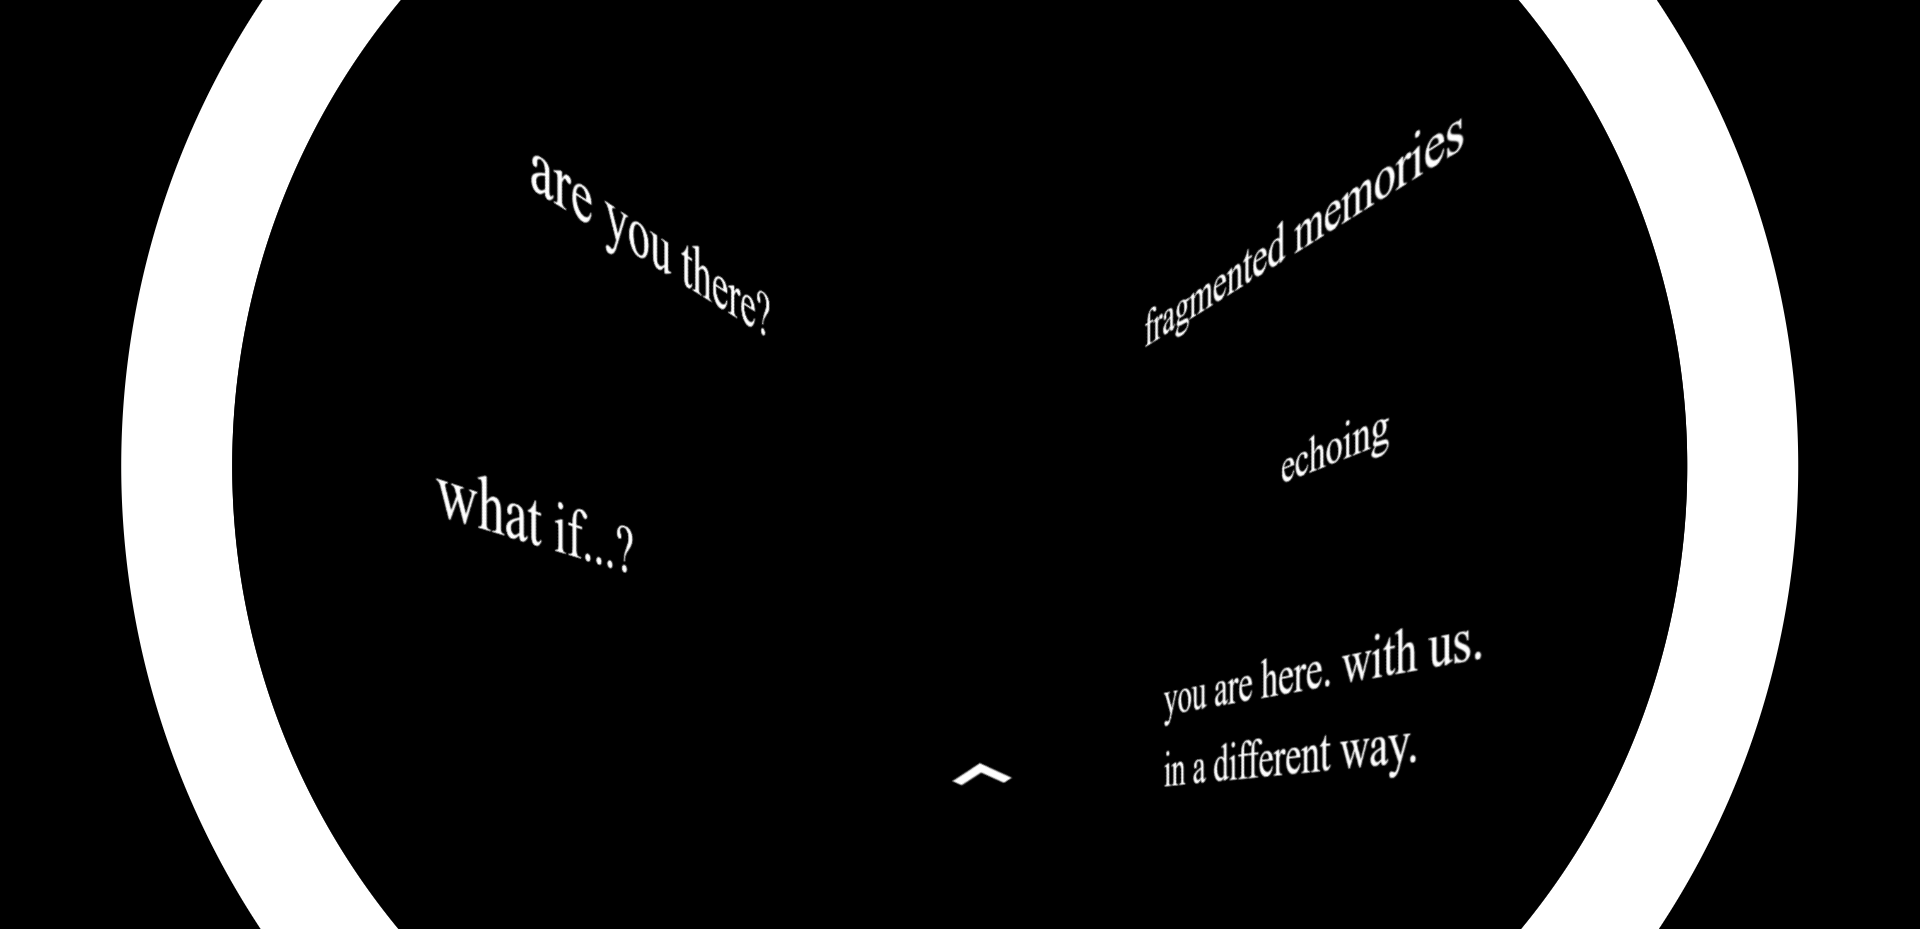 are you there?
what if...?
fragmented memories
echoing
you are here. with us.
in a different way.